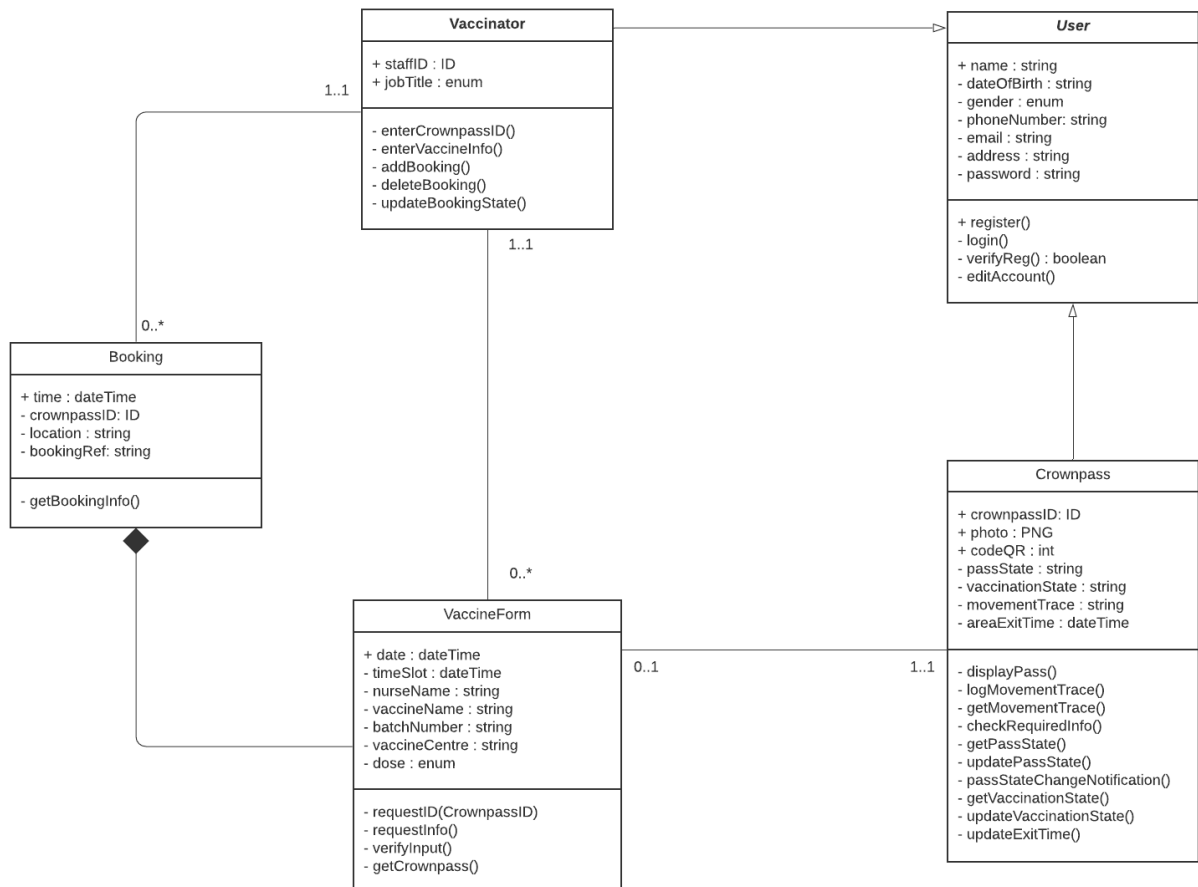 Vaccinator
+ staffID : ID
+ jobTitle : enum
- enterCrownpassID()
- enterVaccineInfo()
- addBooking()
- deleteBooking()
- updateBookingState()
User
+ name : string
- dateOfBirth : string
- gender : enum
- phoneNumber: string
- email : string
- address : string
- password : string
+ register()
- login()
- verifyReg() : boolean
- editAccount()
1..1
1..1
0..*
Booking
+ time : dateTime
- crownpassID: ID
- location : string
- bookingRef: string
- getBookingInfo()
0..*
VaccineForm
+ date : dateTime
- timeSlot : dateTime
- nurseName : string
- vaccineName : string
- batchNumber : string
- vaccineCentre : string
- dose : enum
- requestID(CrownpassID)
- requestInfo()
- verifyInput()
- getCrownpass()
0..1
1..1
Crownpass
+ crownpassID: ID
+ photo : PNG
+ codeQR : int
- passState : string
- vaccinationState : string
- movementTrace : string
- areaExitTime : dateTime
- displayPass()
- logMovementTrace()
- getMovementTrace()
- checkRequiredInfo()
- getPassState()
- updatePassState()
- passStateChangeNotification()
- getVaccinationState()
- updateVaccinationState()
- updateExitTime()